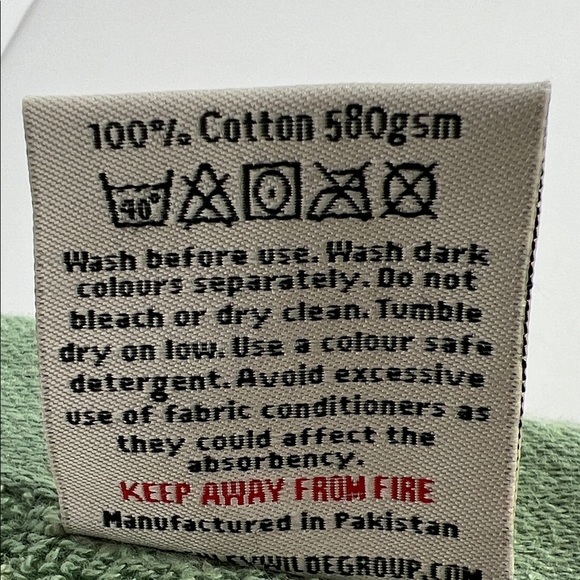 100% Cotton 580gsm
40°
Wash before use. Wash dark
colours separately. Do not
bleach or dry clean. Tumble
dry on low. Use a colour safe
detergent. Avoid excessive
use of fabric conditioners as
they could affect the
absorbency.
KEEP AWAY FROM FIRE
Manufactured in Pakistan